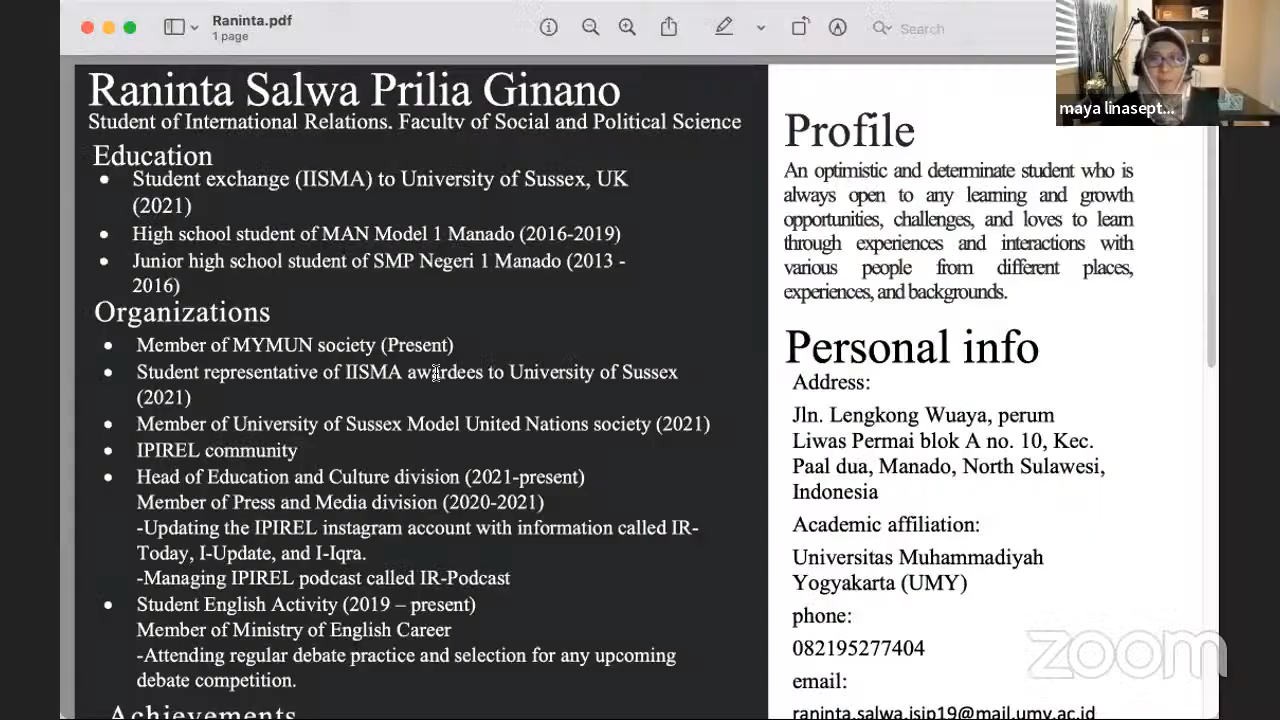 Raninta.pdf
1 page
Search
maya linasept...
Raninta Salwa Prilia Ginano
Student of International Relations. Faculty of Social and Political Science
Education
• Student exchange (IISMA) to University of Sussex, UK
(2021)
• High school student of MAN Model 1 Manado (2016-2019)
• Junior high school student of SMP Negeri 1 Manado (2013 -
2016)
Organizations
• Member of MYMUN society (Present)
• Student representative of IISMA awardees to University of Sussex
(2021)
• Member of University of Sussex Model United Nations society (2021)
• IPIREL community
• Head of Education and Culture division (2021-present)
Member of Press and Media division (2020-2021)
-Updating the IPIREL instagram account with information called IR-
Today, I-Update, and I-Iqra.
-Managing IPIREL podcast called IR-Podcast
• Student English Activity (2019 – present)
Member of Ministry of English Career
-Attending regular debate practice and selection for any upcoming
debate competition.
Achievements
Profile
An optimistic and determinate student who is
always open to any learning and growth
opportunities, challenges, and loves to learn
through experiences and interactions with
various people from different places,
experiences, and backgrounds.
Personal info
Address:
Jln. Lengkong Wuaya, perum
Liwas Permai blok A no. 10, Kec.
Paal dua, Manado, North Sulawesi,
Indonesia
Academic affiliation:
Universitas Muhammadiyah
Yogyakarta (UMY)
phone:
082195277404
email:
raninta.salwa.isip19@mail.umy.ac.id
zoom